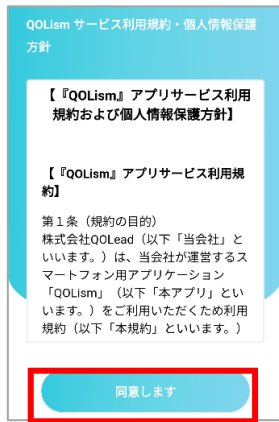 QOLism サービス利用規約・個人情報保護
方針
【『QOLism』アプリサービス利用
規約および個人情報保護方針】
【『QOLism』アプリサービス利用規
約】
第１条（規約の目的）
株式会社QOLead（以下「当会社」と
いいます。）は、当会社が運営するス
マートフォン用アプリケーション
「QOLism」（以下「本アプリ」とい
います。）をご利用いただくため利用
規約（以下「本規約」といいます。）
同意します